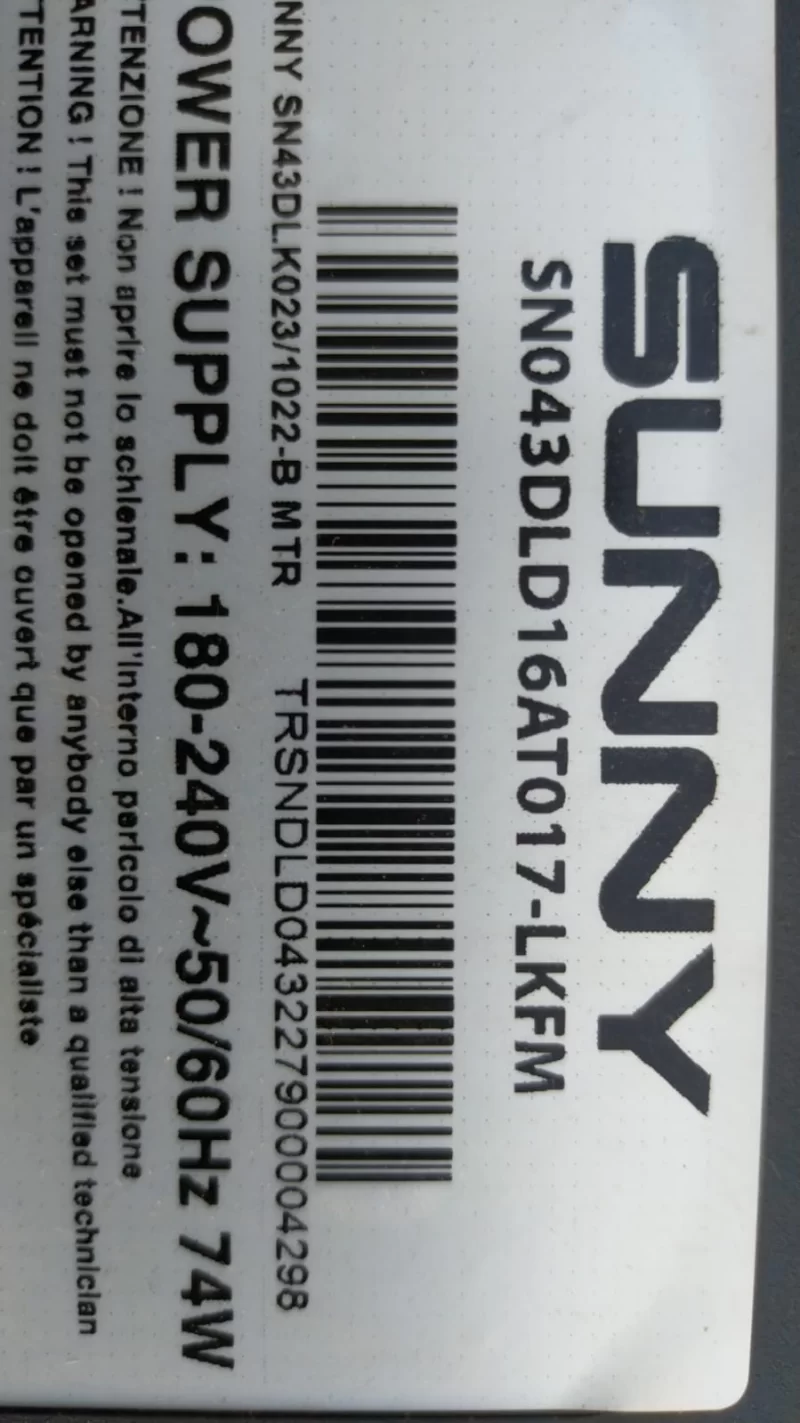 SUNNY
SN043DLD16AT017-LKFM
NNY SN43DLK023/1022-B MTR TRSNDLD043227900004298
OWER SUPPLY: 180-240V~50/60Hz 74W
TENZIONE ! Non aprire lo schienale.All'interno pericolo di alta tensione
ARNING ! This set must not be opened by anybody else than a qualified technician
TENTION ! L'appareil ne doit être ouvert que par un spécialiste